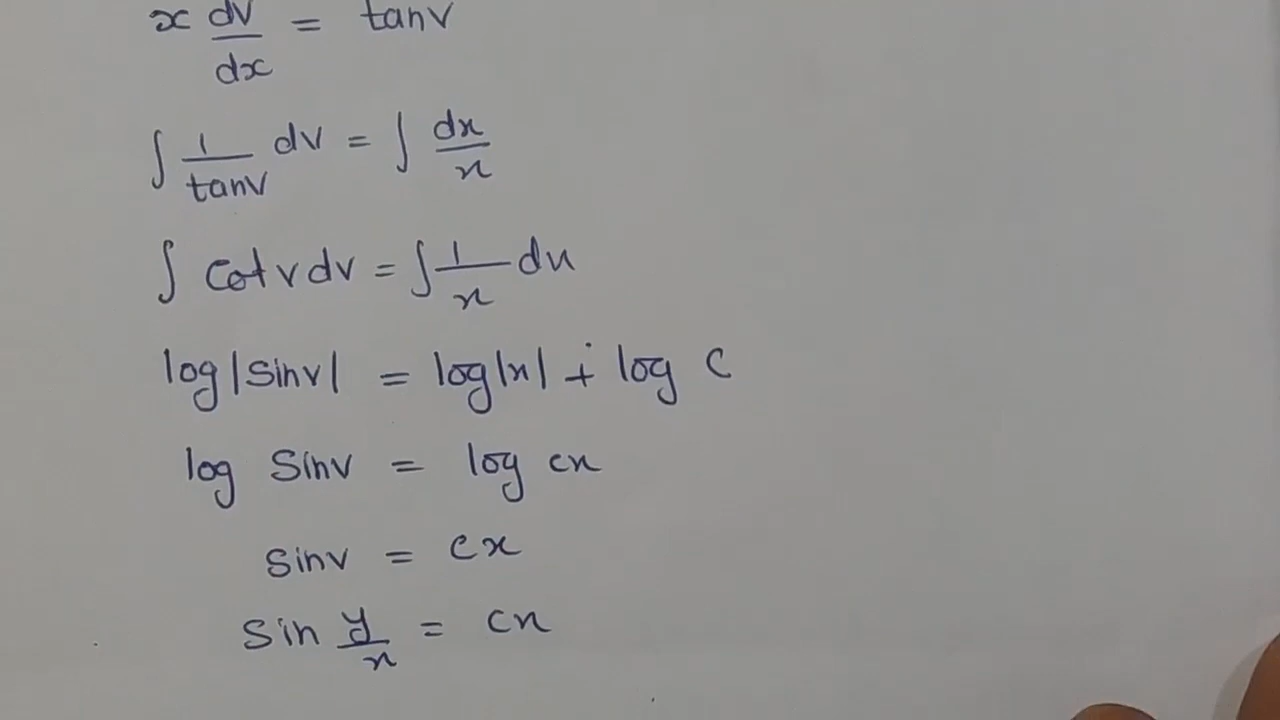 x dv/dx = tanv
∫ 1/tanv dv = ∫ dx/x
∫ Cotv dv = ∫ 1/x dx
log|sinv| = log|x| + log C
log sinv = log cx
sinv = cx
sin y/x = cx